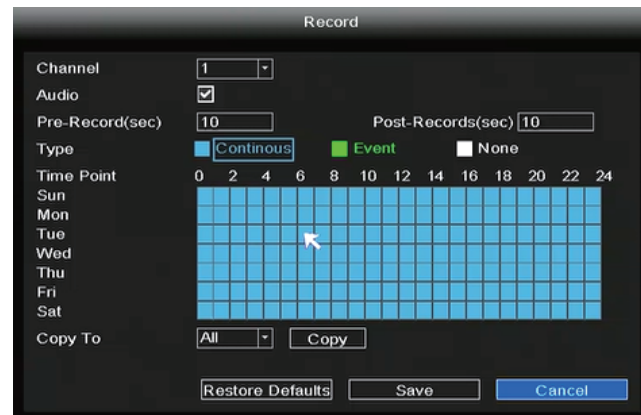 Record
Channel 1
Audio
Pre-Record(sec) 10 Post-Records(sec) 10
Type Continous Event None
Time Point 0 2 4 6 8 10 12 14 16 18 20 22 24
Sun
Mon
Tue
Wed
Thu
Fri
Sat
Copy To All Copy
Restore Defaults Save Cancel